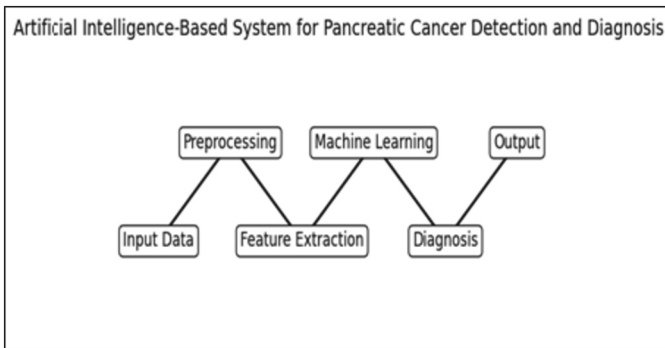 Artificial Intelligence-Based System for Pancreatic Cancer Detection and Diagnosis
Preprocessing
Machine Learning
Output
Input Data
Feature Extraction
Diagnosis